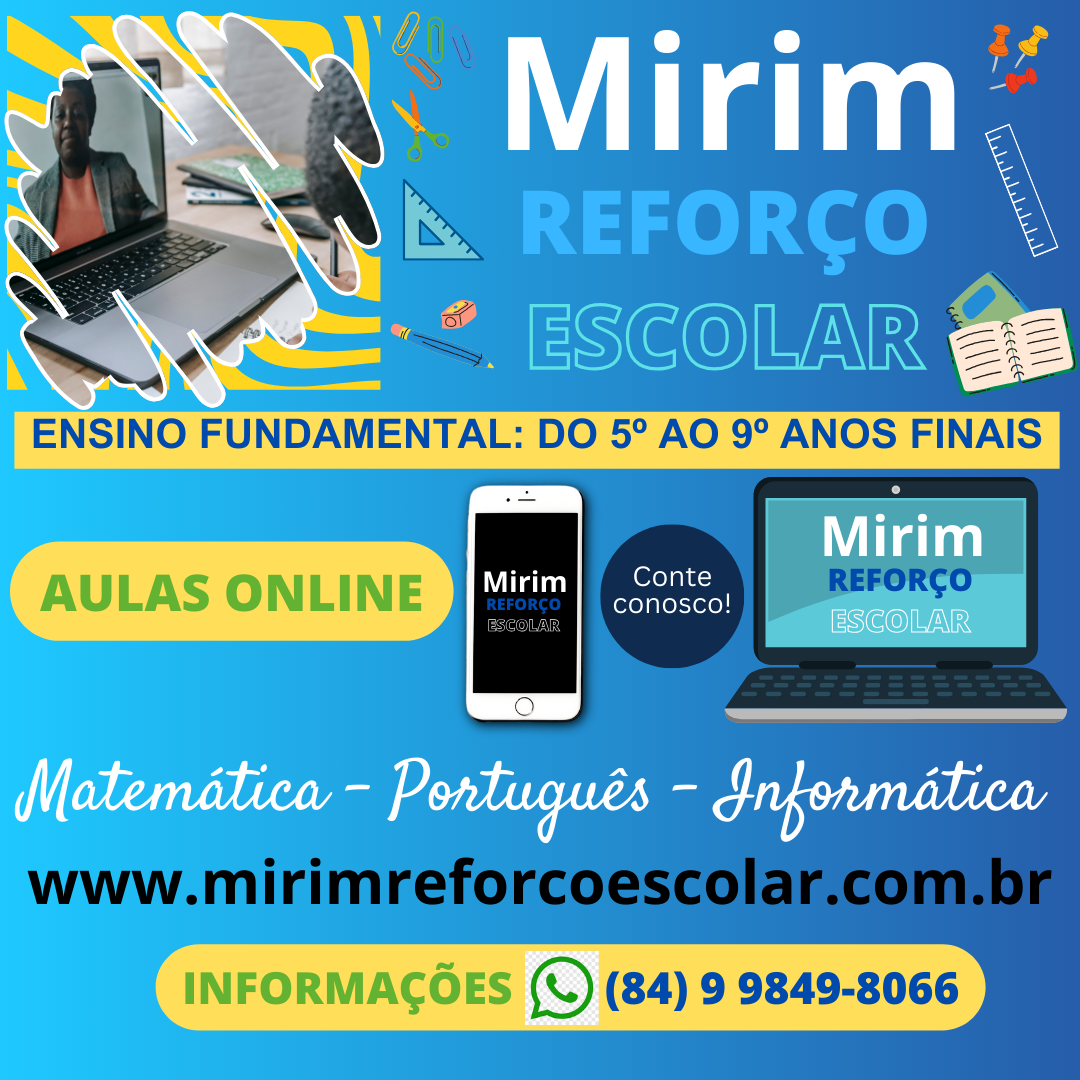 Mirim
REFORÇO
ESCOLAR
ENSINO FUNDAMENTAL: DO 5º AO 9º ANOS FINAIS
AULAS ONLINE
Mirim
REFORÇO
ESCOLAR
Conte
conosco!
Mirim
REFORÇO
ESCOLAR
Matemática - Português - Informática
www.mirimreforcoescolar.com.br
INFORMAÇÕES (84) 9 9849-8066